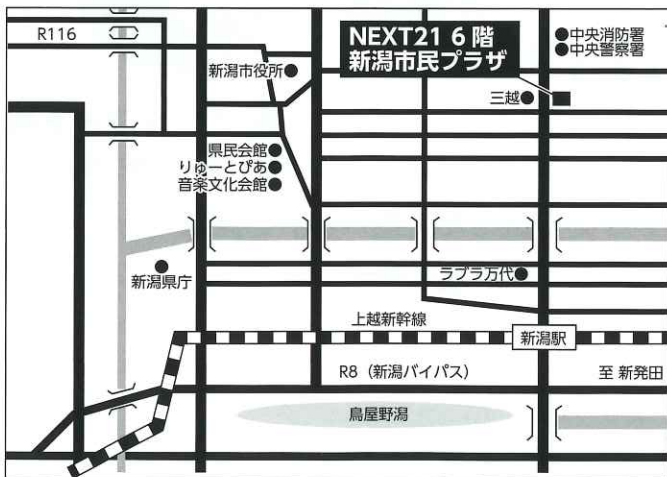 R116
NEXT21 6 階
新潟市民プラザ
●中央消防署
●中央警察署
新潟市役所●
三越●
県民会館●
りゅーとぴあ●
音楽文化会館●
新潟県庁
ラブラ万代●
上越新幹線
新潟駅
R8（新潟バイパス）
至 新発田
鳥屋野潟